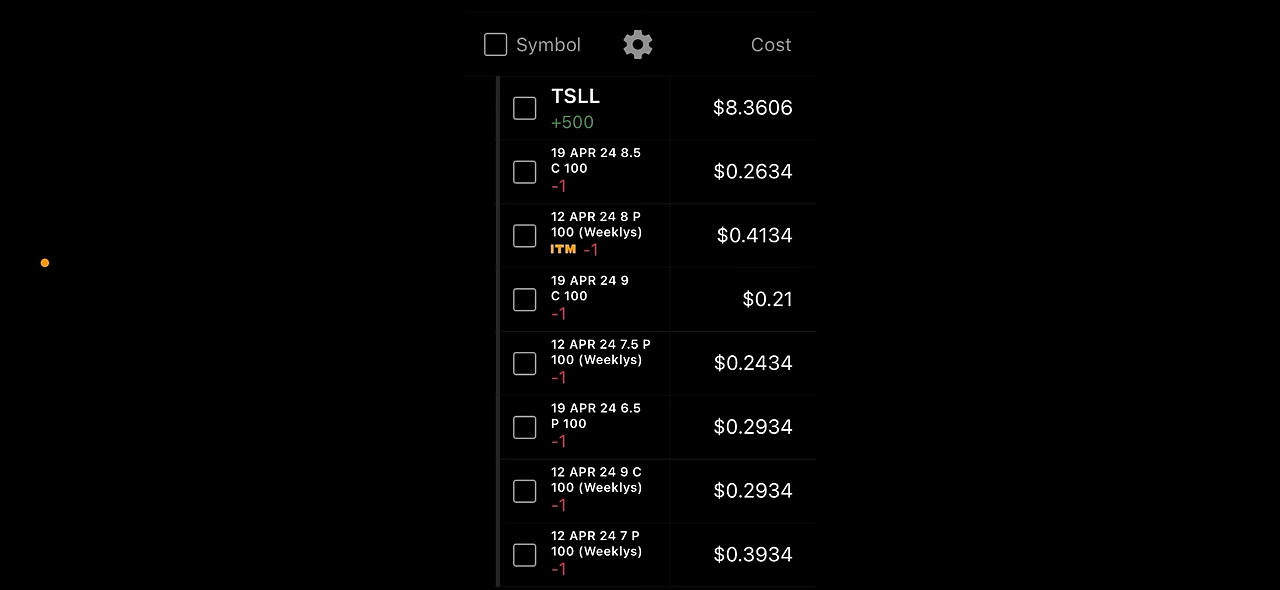 Symbol Cost
TSLL
+500
$8.3606
19 APR 24 8.5
C 100
-1
$0.2634
12 APR 24 8 P
100 (Weeklys)
ITM -1
$0.4134
19 APR 24 9
C 100
-1
$0.21
12 APR 24 7.5 P
100 (Weeklys)
-1
$0.2434
19 APR 24 6.5
P 100
-1
$0.2934
12 APR 24 9 C
100 (Weeklys)
-1
$0.2934
12 APR 24 7 P
100 (Weeklys)
-1
$0.3934